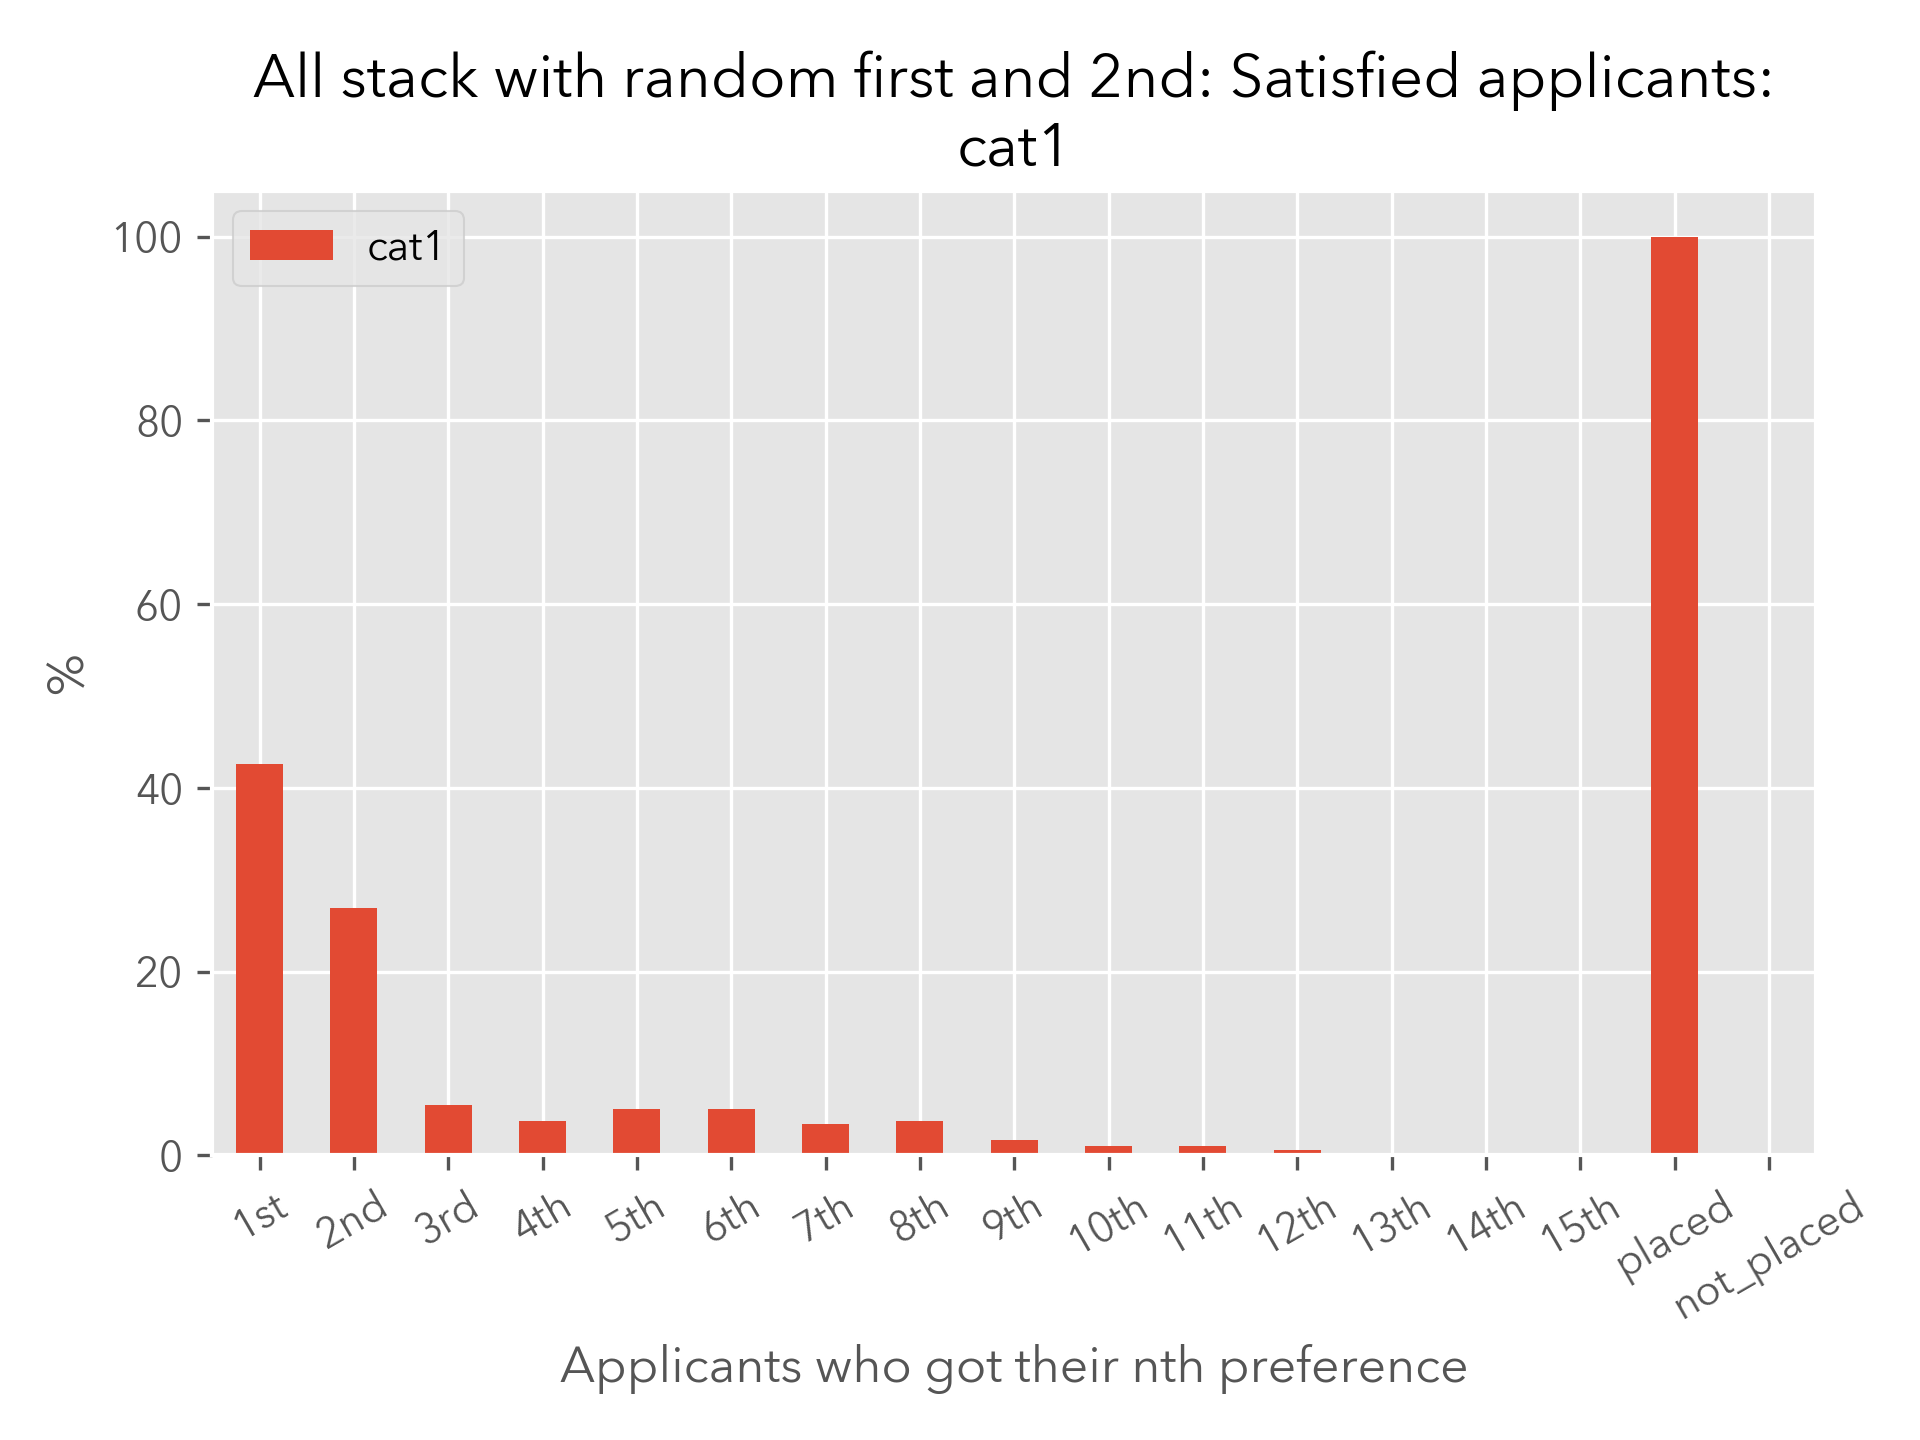 All stack with random first and 2nd: Satisfied applicants:
cat1
cat1
100
80
60
40
20
0
%
1st
2nd
3rd
4th
5th
6th
7th
8th
9th
10th
11th
12th
13th
14th
15th
placed
not_placed
Applicants who got their nth preference